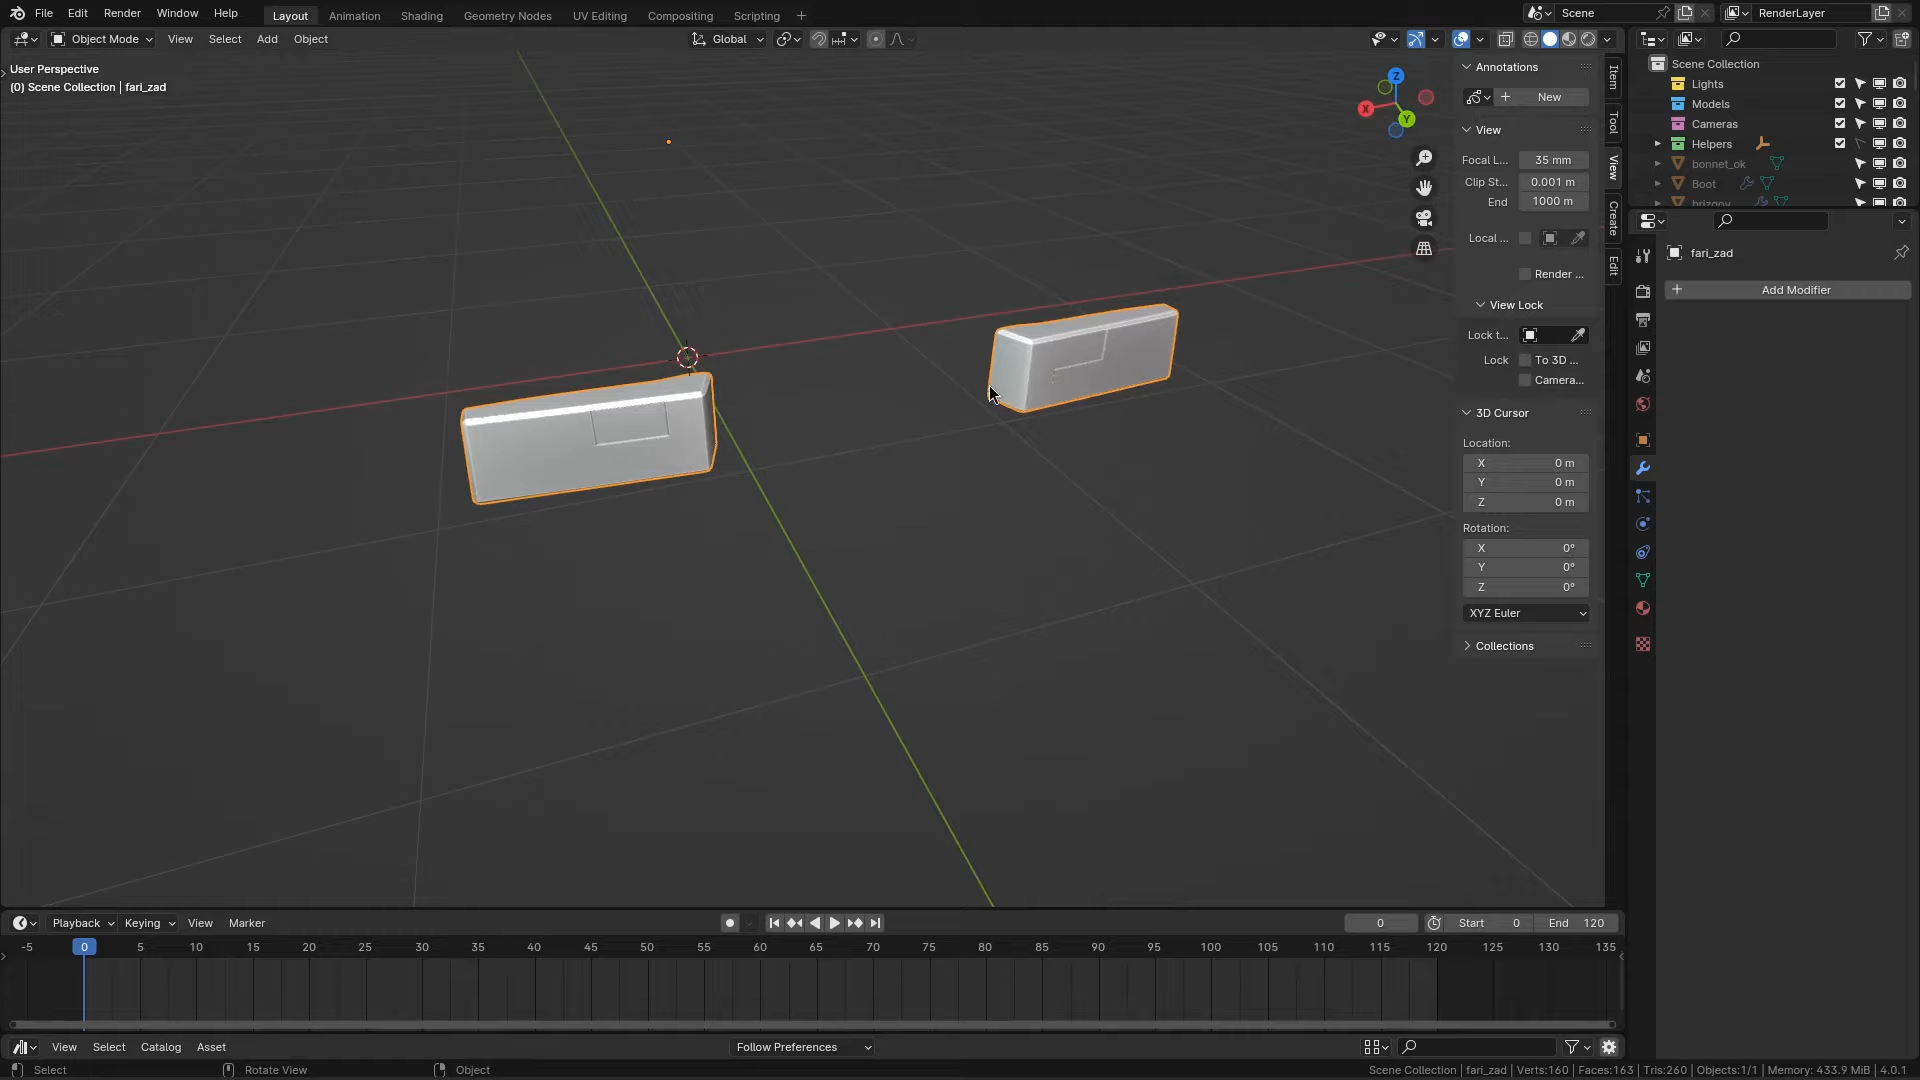 File Edit Render Window Help
Layout Animation Shading Geometry Nodes UV Editing Compositing Scripting +
Scene
RenderLayer
Object Mode View Select Add Object
Global
User Perspective
(0) Scene Collection | fari_zad
Z
X
Y
Annotations
New
View
Focal L... 35 mm
Clip St... 0.001 m
End 1000 m
Local ...
Render ...
View Lock
Lock t...
Lock To 3D ...
Camera...
3D Cursor
Location:
X 0 m
Y 0 m
Z 0 m
Rotation:
X 0°
Y 0°
Z 0°
XYZ Euler
Collections
Item
Tool
View
Create
Edit
Scene Collection
Lights
Models
Cameras
Helpers
bonnet_ok
Boot
fari_zad
Add Modifier
Playback Keying View Marker
0
Start 0
End 120
-5 0 5 10 15 20 25 30 35 40 45 50 55 60 65 70 75 80 85 90 95 100 105 110 115 120 125 130 135
View Select Catalog Asset
Follow Preferences
Select Rotate View Object
Scene Collection | fari_zad | Verts:160 | Faces:163 | Tris:260 | Objects:1/1 | Memory: 433.9 MiB | 4.0.1